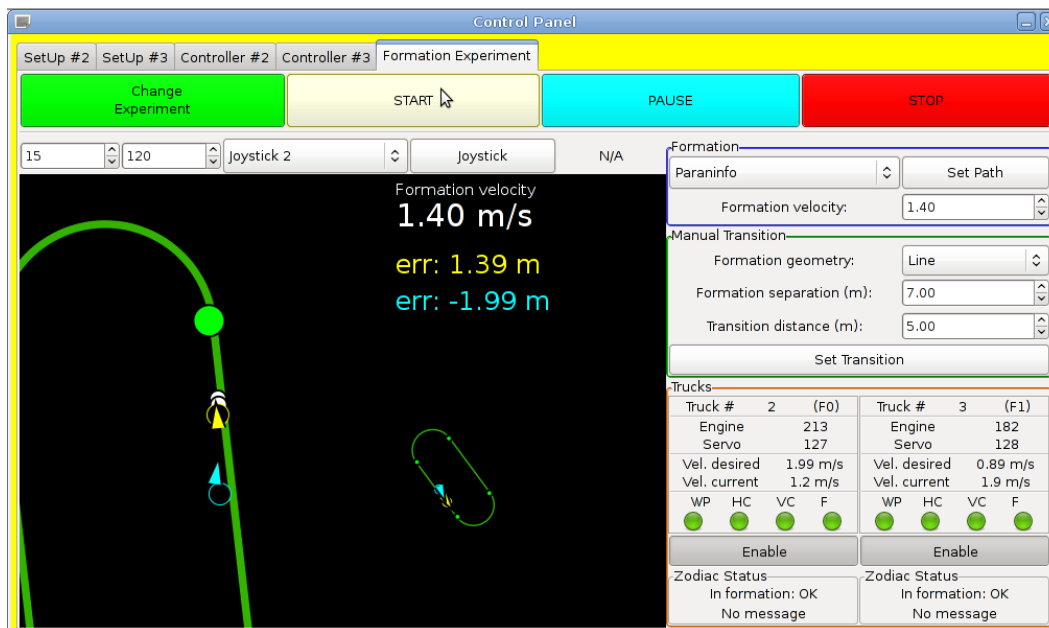 Control Panel
SetUp #2 SetUp #3 Controller #2 Controller #3 Formation Experiment
Change
Experiment
START
PAUSE
STOP
15 120 Joystick 2 Joystick N/A
Formation velocity
1.40 m/s
err: 1.39 m
err: -1.99 m
Formation
Paraninfo Set Path
Formation velocity: 1.40
Manual Transition
Formation geometry: Line
Formation separation (m): 7.00
Transition distance (m): 5.00
Set Transition
Trucks
Truck # 2 (F0) Truck # 3 (F1)
Engine 213 Engine 182
Servo 127 Servo 128
Vel. desired 1.99 m/s Vel. desired 0.89 m/s
Vel. current 1.2 m/s Vel. current 1.9 m/s
WP HC VC F WP HC VC F
Enable Enable
Zodiac Status Zodiac Status
In formation: OK In formation: OK
No message No message